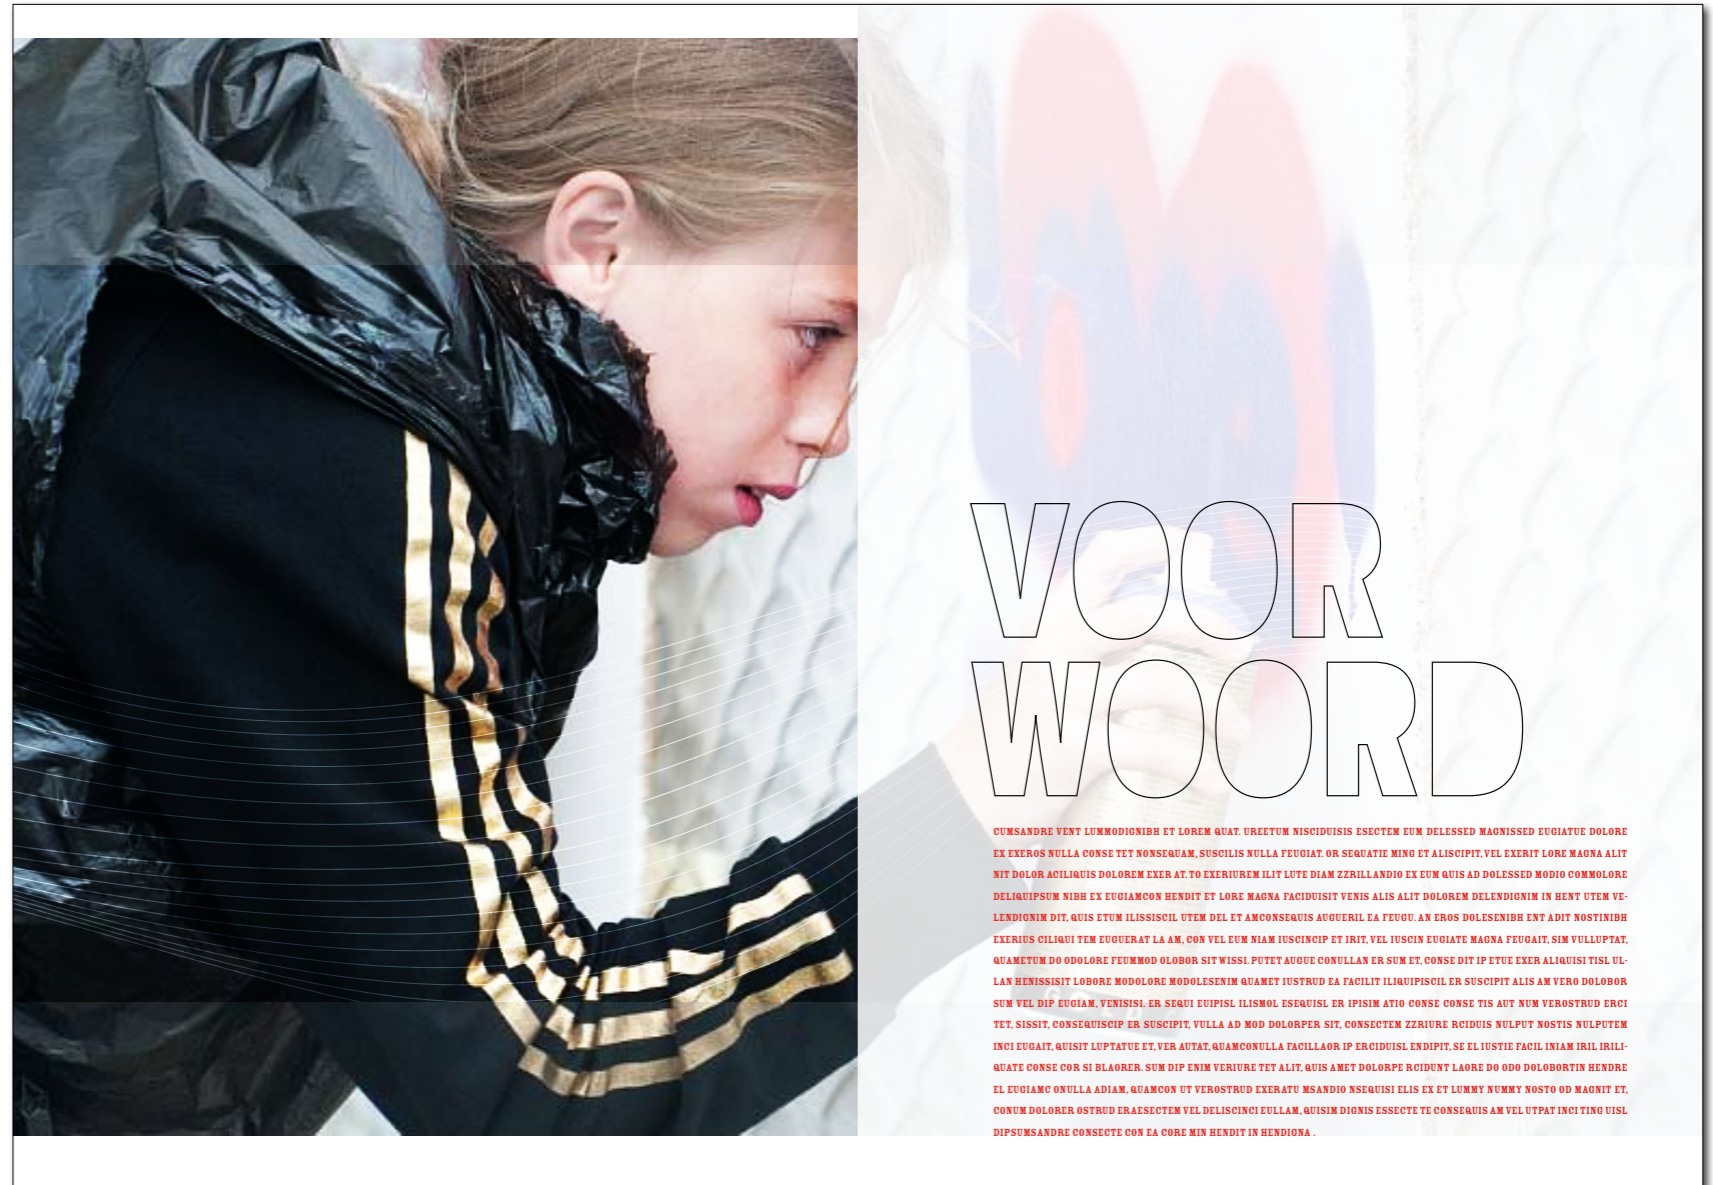 VOOR
WOORD
CUMSANDRE VENT LUMMODIGNIBH ET LOREM QUAT. UREETUM NISCIDUISIS ESECTEM EUM DELESSED MAGNISSED EUGIATUE DOLORE
EX EXEROS NULLA CONSE TET NONSEQUAM, SUSCILIS NULLA FEUGIAT. OR SEQUATIE MING ET ALISCIPIT, VEL EXERIT LORE MAGNA ALIT
NIT DOLOR ACILIQUIS DOLOREM EXER AT. TO EXERIUREM ILIT LUTE DIAM ZZRILLANDIO EX EUM QUIS AD DOLESSED MODIO COMMOLORE
DELIQUIPSUM NIBH EX EUGIAMCON HENDIT ET LORE MAGNA FACIDUISIT VENIS ALIS ALIT DOLOREM DELENDIGNIM IN HENT UTEM VE-
LENDIGNIM DIT, QUIS ETUM ILISSISCIL UTEM DEL ET AMCONSEQUIS AUGUERIL EA FEUGU. AN EROS DOLESENIBH ENT ADIT NOSTINIBH
EXERIUS CILIQUI TEM EUGUERAT LA AM, CON VEL EUM NIAM IUSCINCIP ET IRIT, VEL IUSCIN EUGIATE MAGNA FEUGAIT, SIM VULLUPTAT,
QUAMETUM DO ODOLORE FEUMMOD OLOBOR SIT WISSI. PUTET AUGUE CONULLAN ER SUM ET, CONSE DIT IP ETUE EXER ALIQUISI TISL UL-
LAN HENISSISIT LOBORE MODOLORE MODOLESENIM QUAMET IUSTRUD EA FACILIT ILIQUIPISCIL ER SUSCIPIT ALIS AM VERO DOLOBOR
SUM VEL DIP EUGIAM, VENISISI. ER SEQUI EUIPISL ILISMOL ESEQUISL ER IPISIM ATIO CONSE CONSE TIS AUT NUM VEROSTRUD ERCI
TET, SISSIT, CONSEQUISCIP ER SUSCIPIT, VULLA AD MOD DOLORPER SIT, CONSECTEM ZZRIURE RCIDUIS NULPUT NOSTIS NULPUTEM
INCI EUGAIT, QUISIT LUPTATUE ET, VER AUTAT, QUAMCONULLA FACILLAOR IP ERCIDUISL ENDIPIT, SE EL IUSTIE FACIL INIAM IRIL IRILI-
QUATE CONSE COR SI BLAORER. SUM DIP ENIM VERIURE TET ALIT, QUIS AMET DOLORPE RCIDUNT LAORE DO ODO DOLOBORTIN HENDRE
EL EUGIAMC ONULLA ADIAM, QUAMCON UT VEROSTRUD EXERATU MSANDIO NSEQUISI ELIS EX ET LUMMY NUMMY NOSTO OD MAGNIT ET,
CONUM DOLORER OSTRUD ERAESECTEM VEL DELISCINCI EULLAM, QUISIM DIGNIS ESSECTE TE CONSEQUIS AM VEL UTPAT INCI TING UISL
DIPSUMSANDRE CONSECTE CON EA CORE MIN HENDIT IN HENDIGNA .